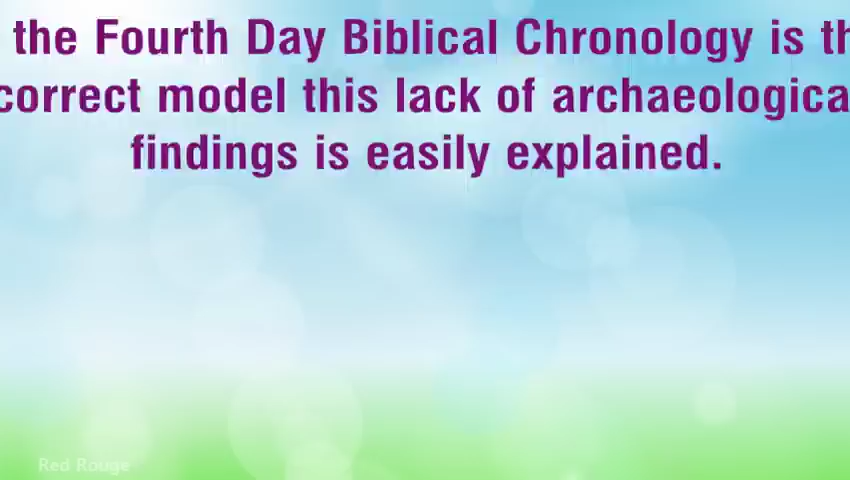 the Fourth Day Biblical Chronology is th
correct model this lack of archaeologica
findings is easily explained.
Red Rouge